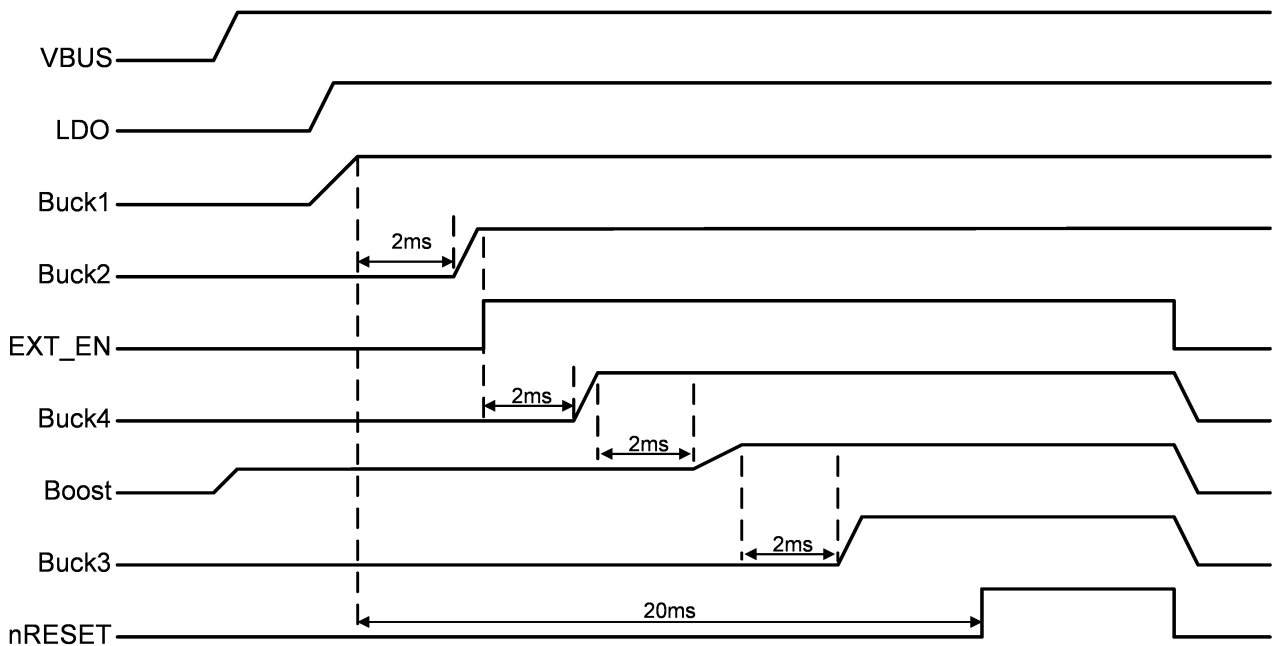 VBUS
LDO
Buck1
2ms
Buck2
EXT_EN
2ms
Buck4
2ms
Boost
2ms
Buck3
20ms
nRESET